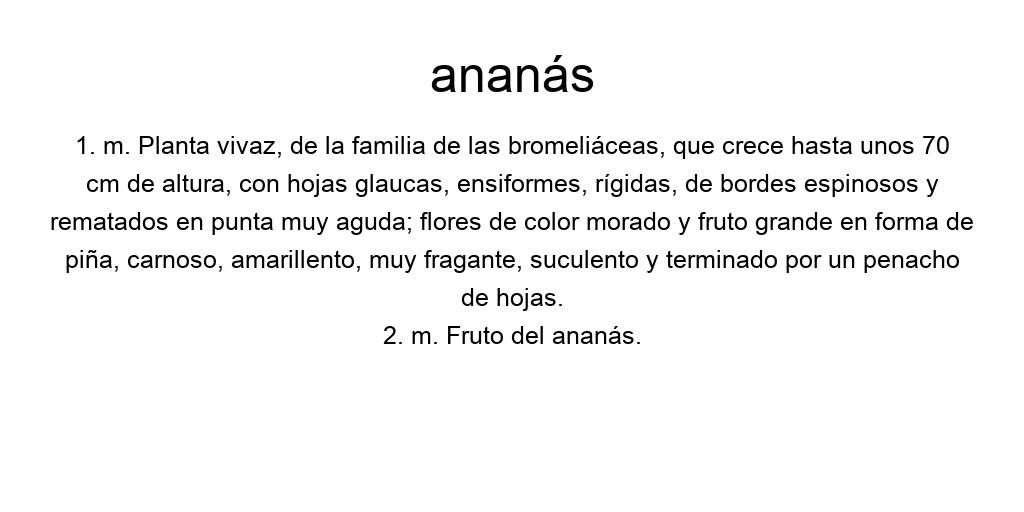 ananás
1. m. Planta vivaz, de la familia de las bromeliáceas, que crece hasta unos 70
cm de altura, con hojas glaucas, ensiformes, rígidas, de bordes espinosos y
rematados en punta muy aguda; flores de color morado y fruto grande en forma de
piña, carnoso, amarillento, muy fragante, suculento y terminado por un penacho
de hojas.
2. m. Fruto del ananás.